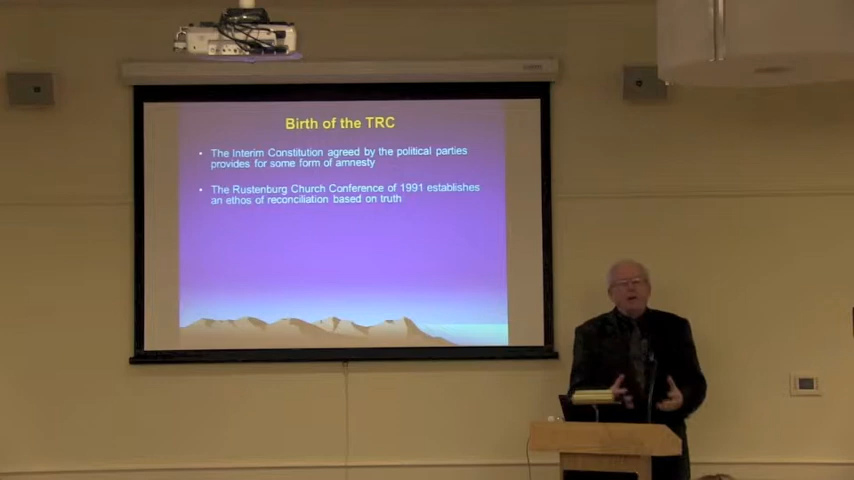 Birth of the TRC
• The Interim Constitution agreed by the political parties
provides for some form of amnesty
• The Rustenburg Church Conference of 1991 establishes
an ethos of reconciliation based on truth